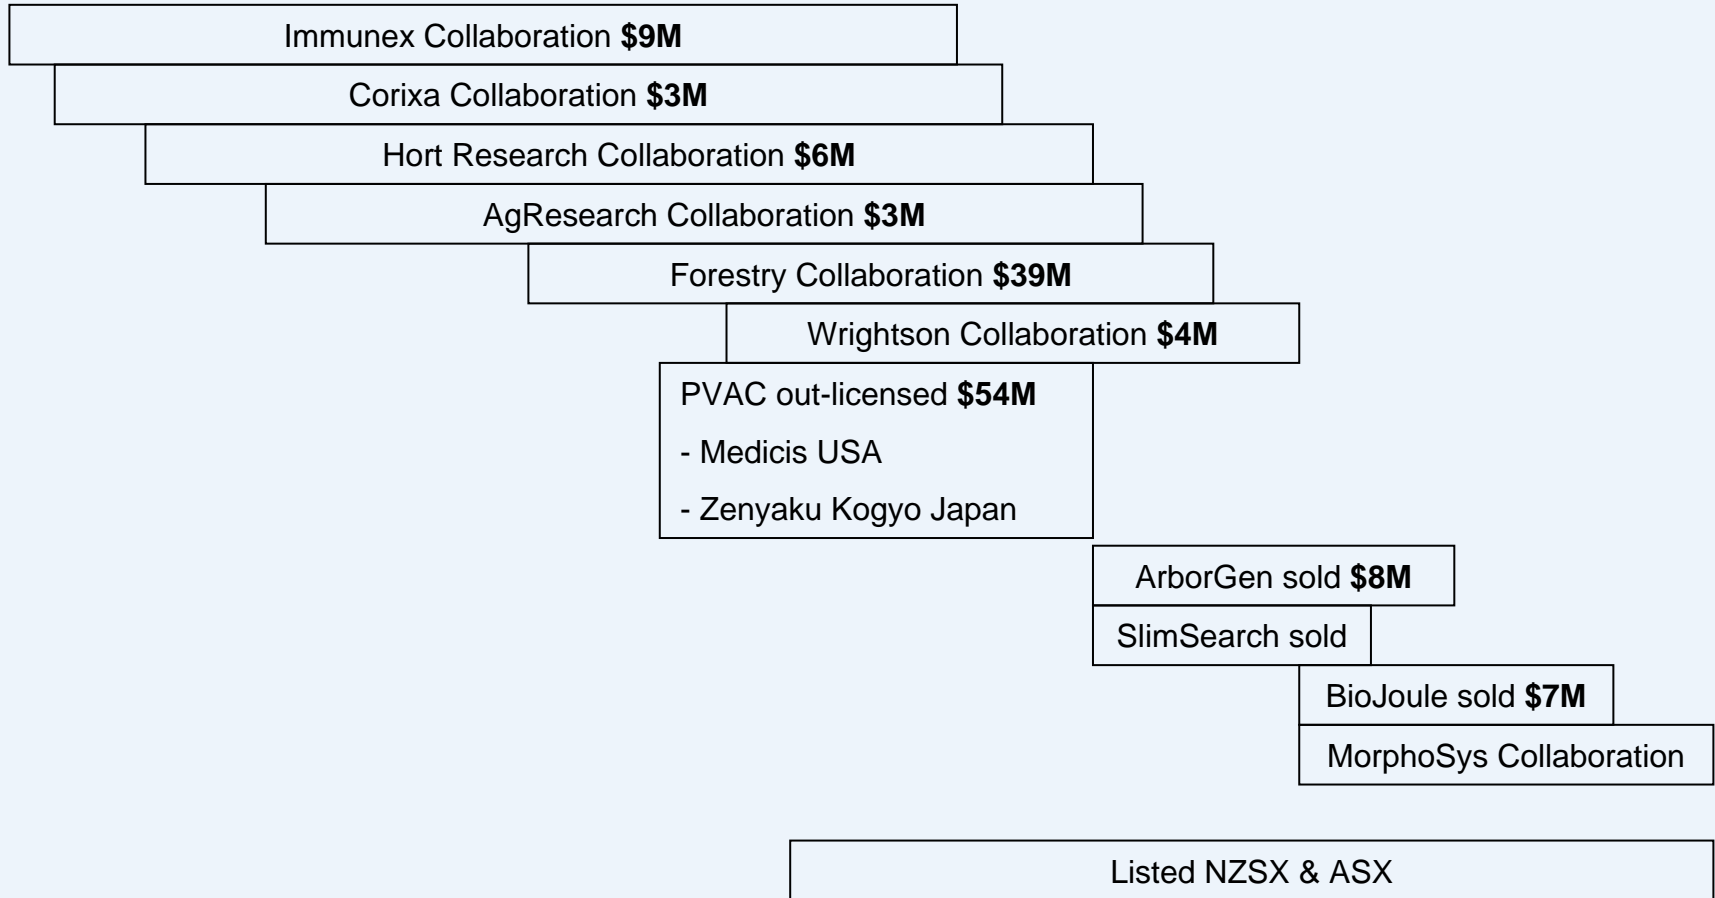 Immunex Collaboration $9M
Corixa Collaboration $3M
Hort Research Collaboration $6M
AgResearch Collaboration $3M
Forestry Collaboration $39M
Wrightson Collaboration $4M
PVAC out-licensed $54M
- Medicis USA
- Zenyaku Kogyo Japan
ArborGen sold $8M
SlimSearch sold
BioJoule sold $7M
MorphoSys Collaboration
Listed NZSX & ASX